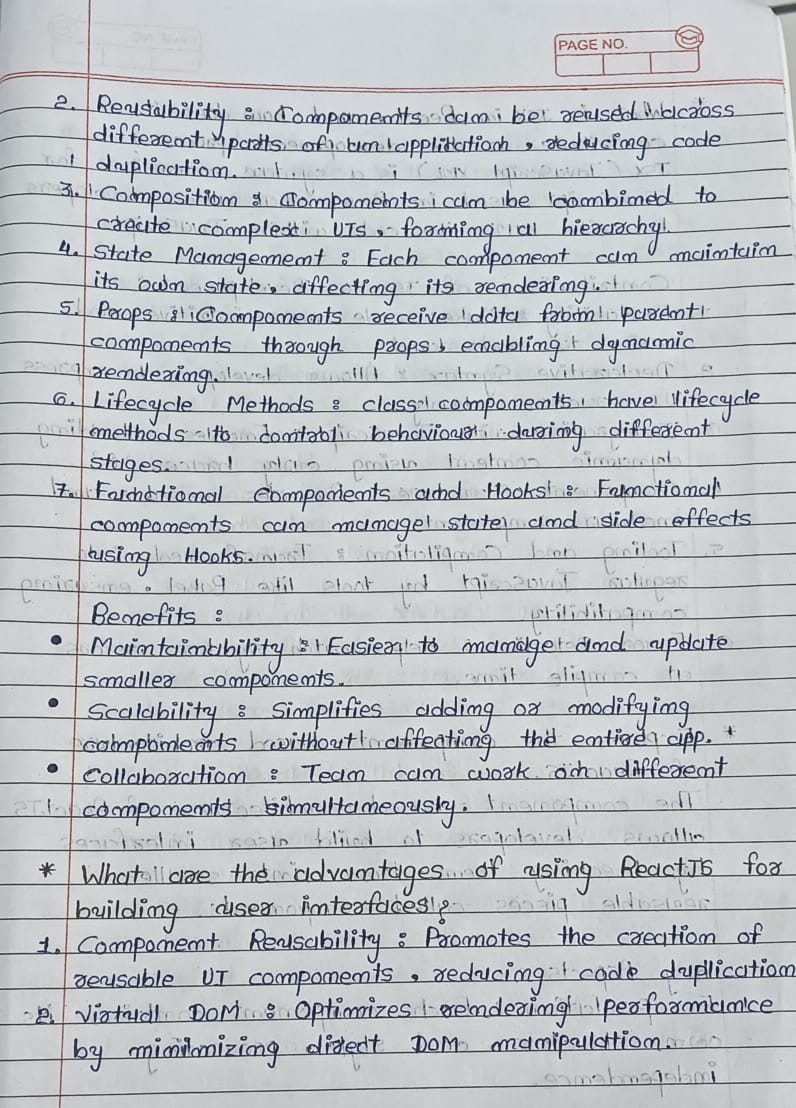 PAGE NO.
2. Reusability : Components can be reused across
different parts of an application, reducing code
duplication.
3. Composition : Components can be combined to
create complex UIs, forming a hierarchy.
4. State Management : Each component can maintain
its own state, affecting its rendering.
5. Props : Components receive data from parent
components through props, enabling dynamic
rendering.
6. Lifecycle Methods : class components have lifecycle
methods to control behaviour during different
stages.
7. Functional Components and Hooks : Functional
components can manage state and side effects
using Hooks.
Benefits :
• Maintainability : Easier to manage and update
smaller components.
• Scalability : Simplifies adding or modifying
components without affecting the entire app.
• Collaboration : Team can work on different
components simultaneously.
* What are the advantages of using ReactJS for
building user interfaces?
1. Component Reusability : Promotes the creation of
reusable UI components, reducing code duplication
2. Virtual DOM : Optimizes rendering performance
by minimizing direct DOM manipulation.